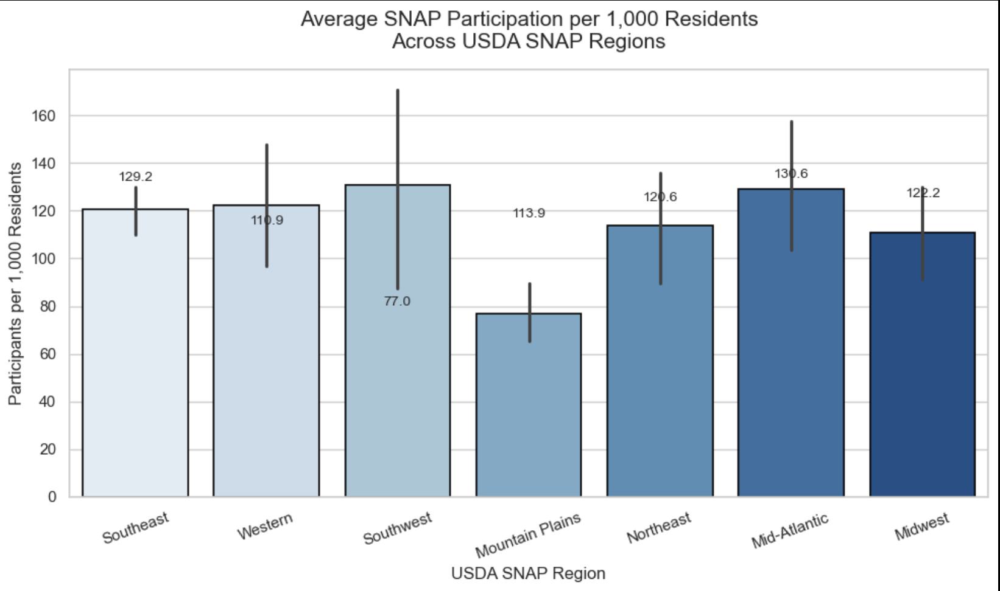 Average SNAP Participation per 1,000 Residents
Across USDA SNAP Regions
Participants per 1,000 Residents
160
140
120
100
80
60
40
20
0
129.2
110.9
77.0
113.9
120.6
130.6
122.2
Southeast
Western
Southwest
Mountain Plains
Northeast
Mid-Atlantic
Midwest
USDA SNAP Region